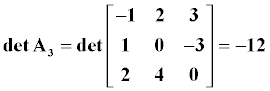 -1 2 3
det A₃ = det 1 0 -3 = -12
2 4 0